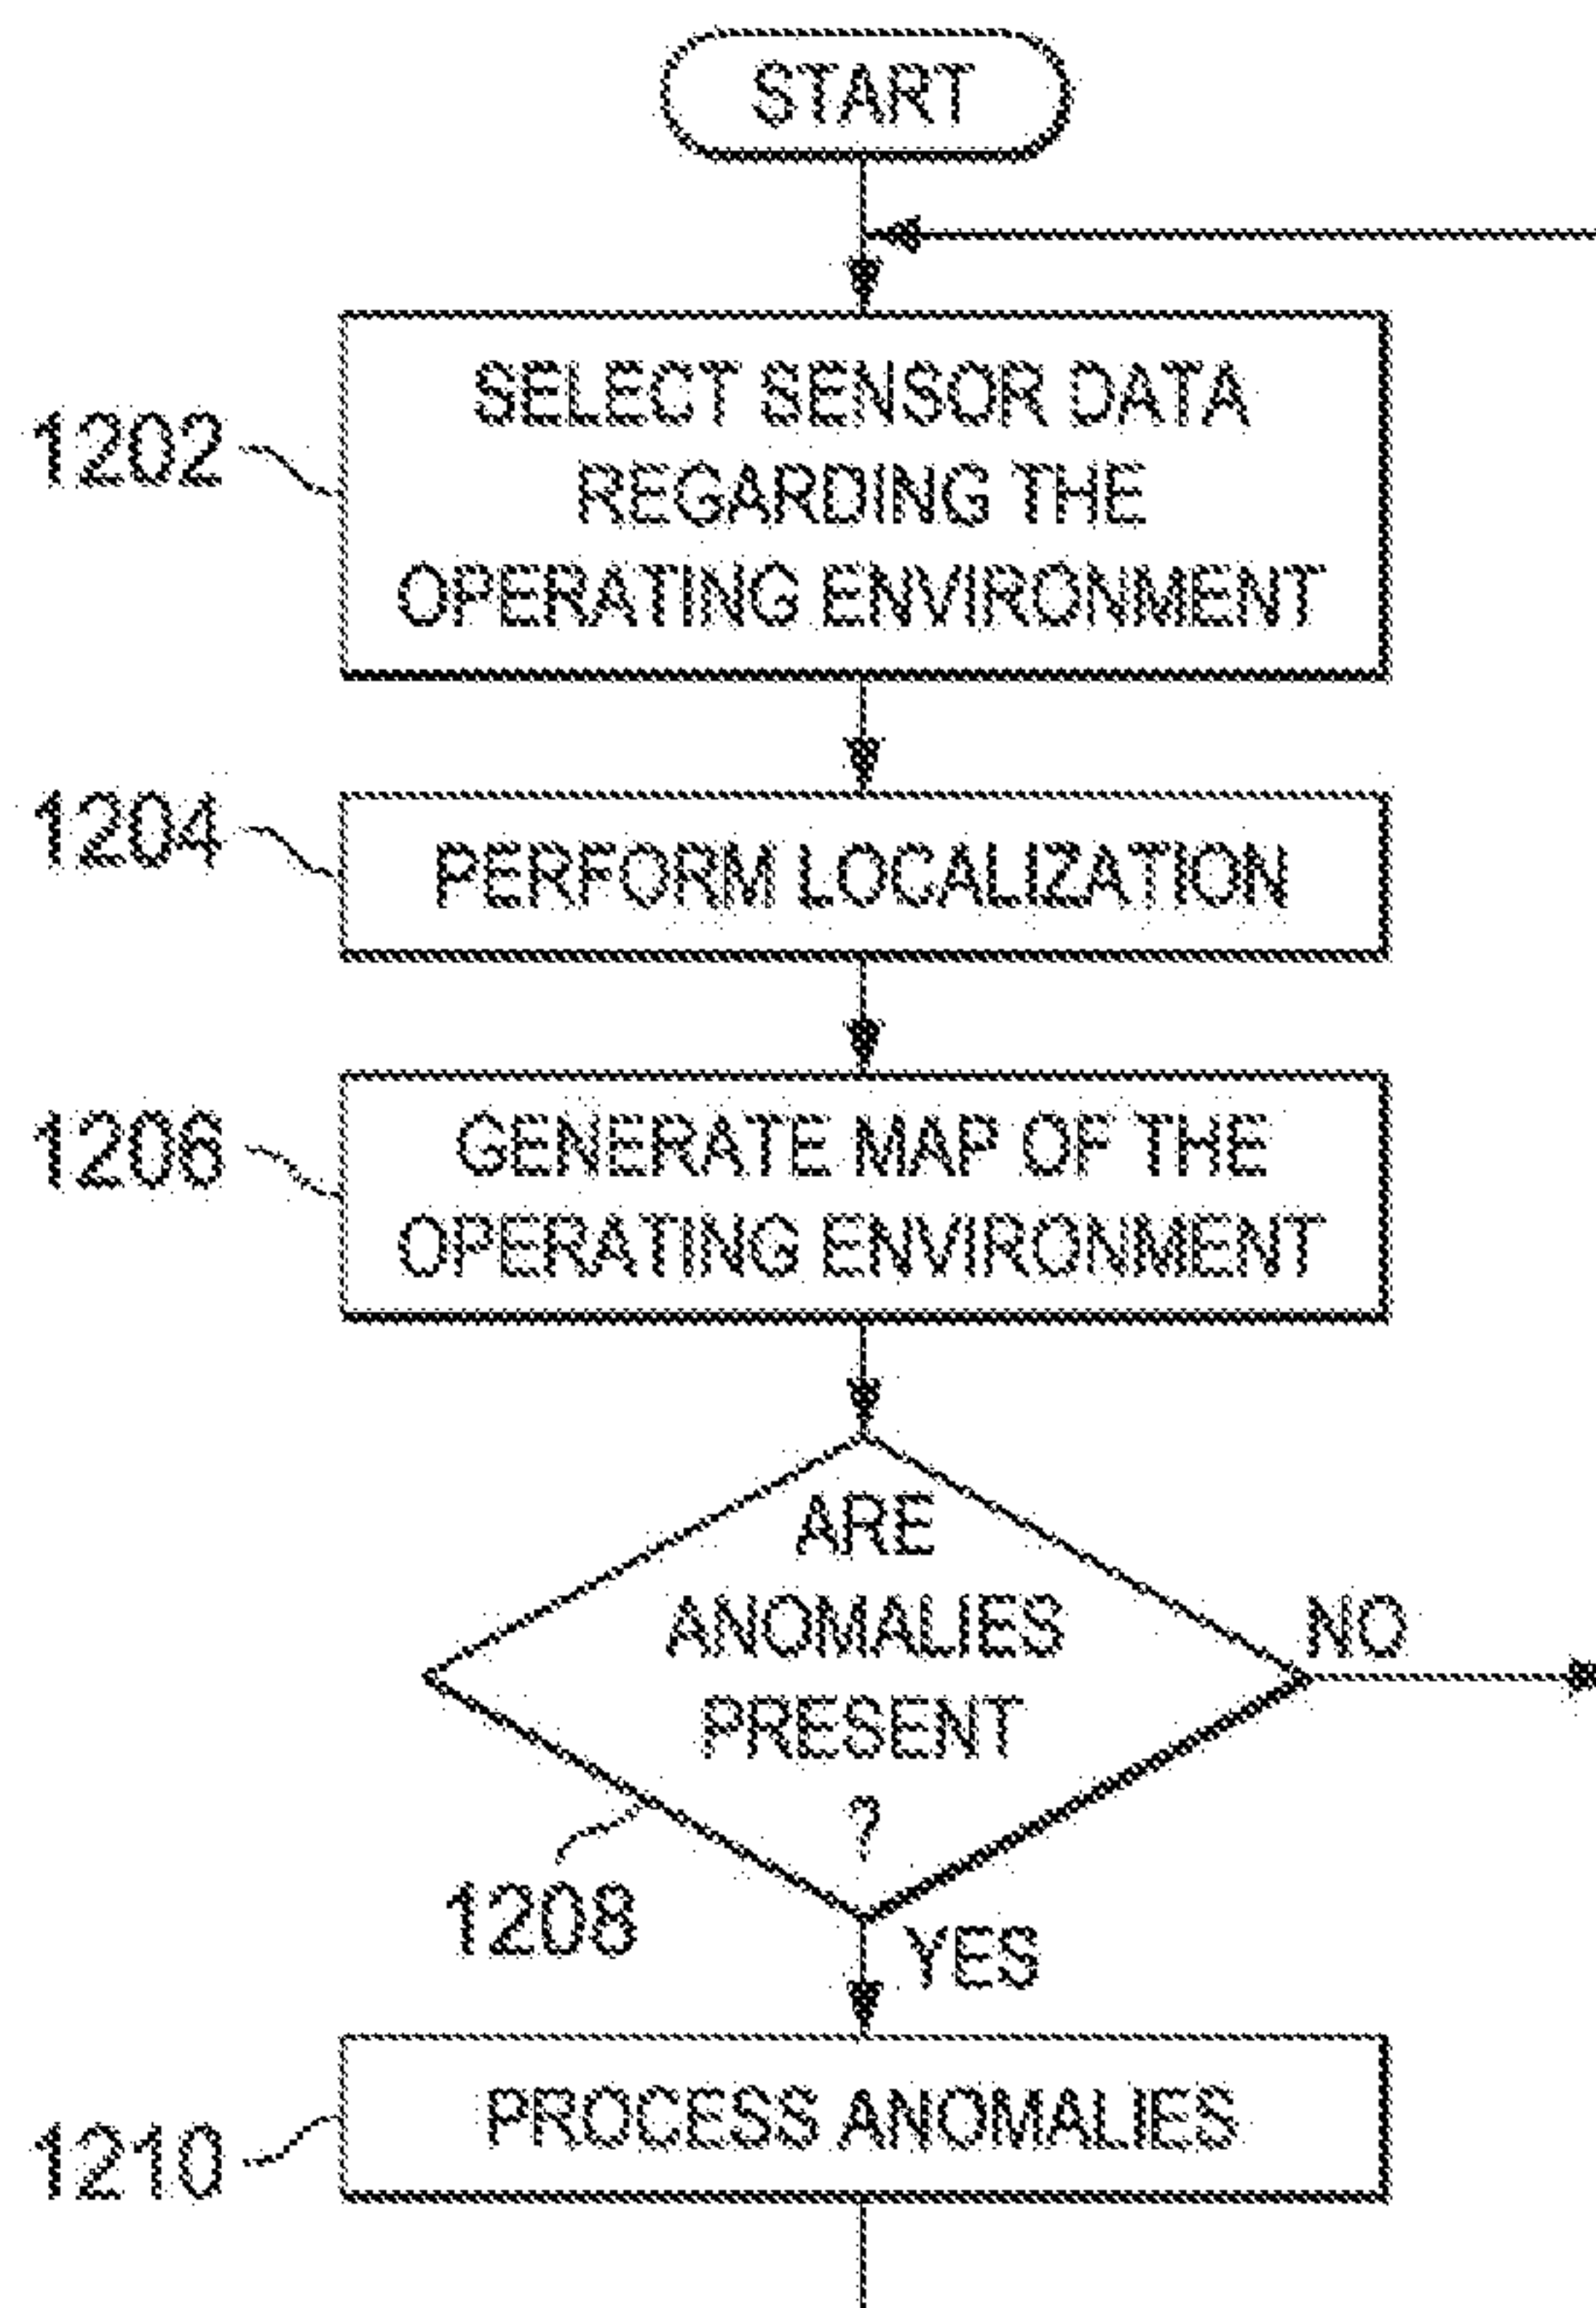 START
1202
SELECT SENSOR DATA
REGARDING THE
OPERATING ENVIRONMENT
1204
PERFORM LOCALIZATION
1206
GENERATE MAP OF THE
OPERATING ENVIRONMENT
ARE
ANOMALIES
PRESENT
?
NO
1208
YES
1210
PROCESS ANOMALIES